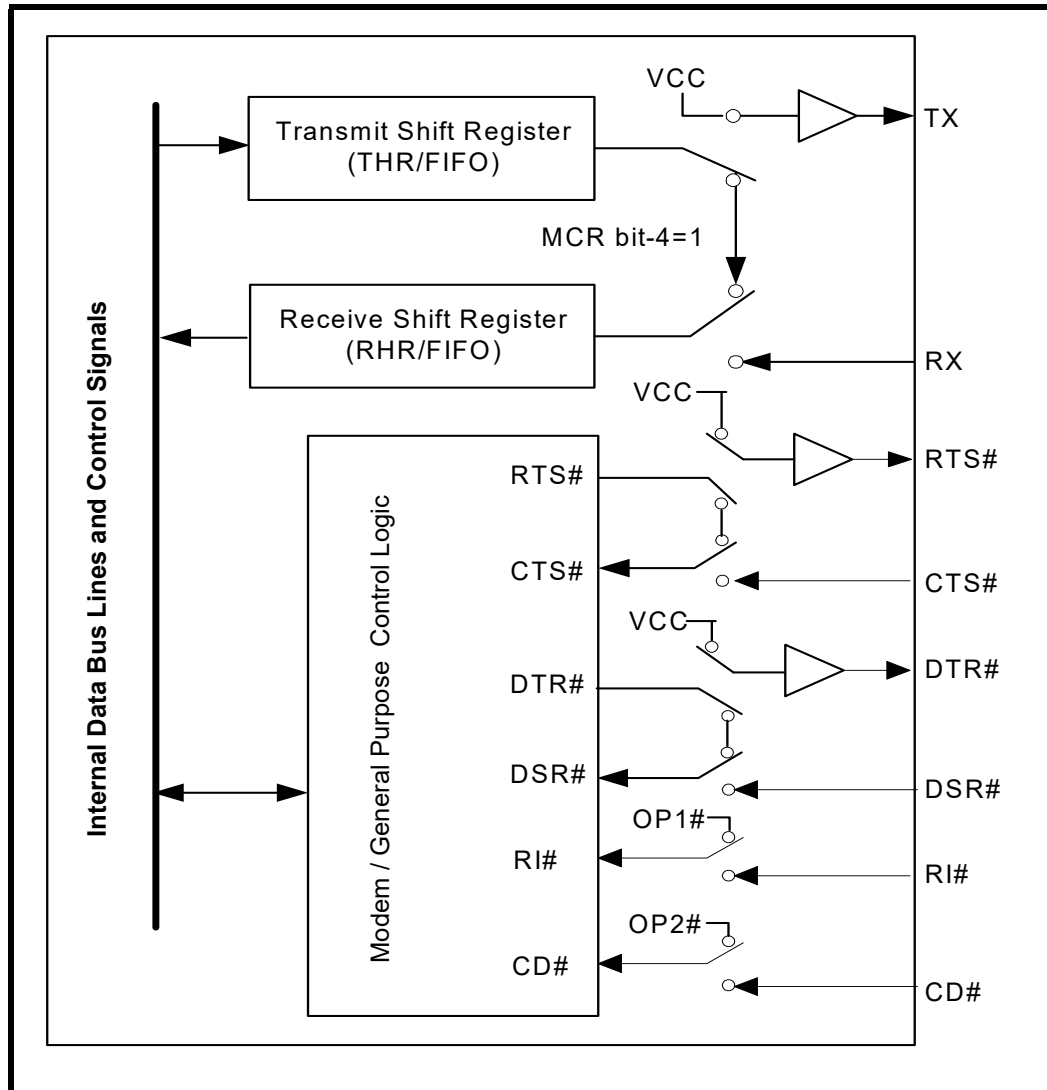 VCC
TX
Transmit Shift Register
(THR/FIFO)
MCR bit-4=1
Receive Shift Register
(RHR/FIFO)
RX
VCC
RTS#
RTS#
CTS#
CTS#
VCC
DTR#
DTR#
DSR#
DSR#
OP1#
RI#
RI#
OP2#
CD#
CD#
Internal Data Bus Lines and Control Signals
Modem / General Purpose Control Logic